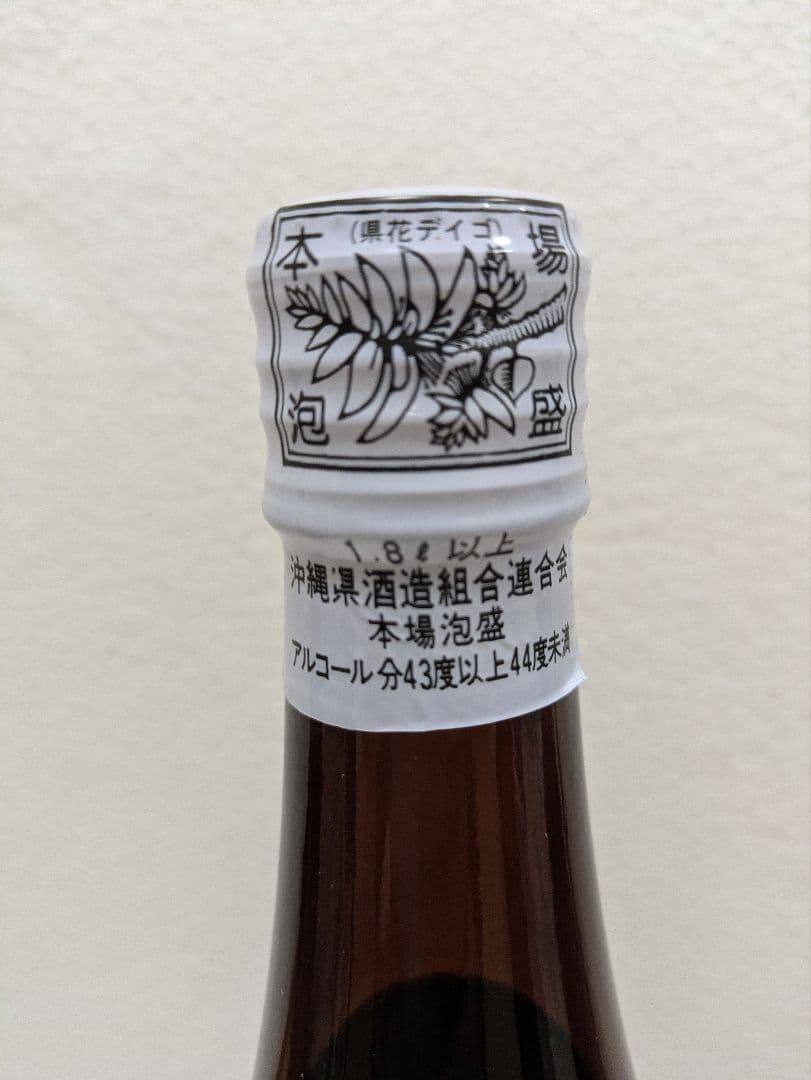 本場
(県花デイゴ)
泡盛
1.8ℓ以上
沖縄県酒造組合連合会
本場泡盛
アルコール分43度以上44度未満